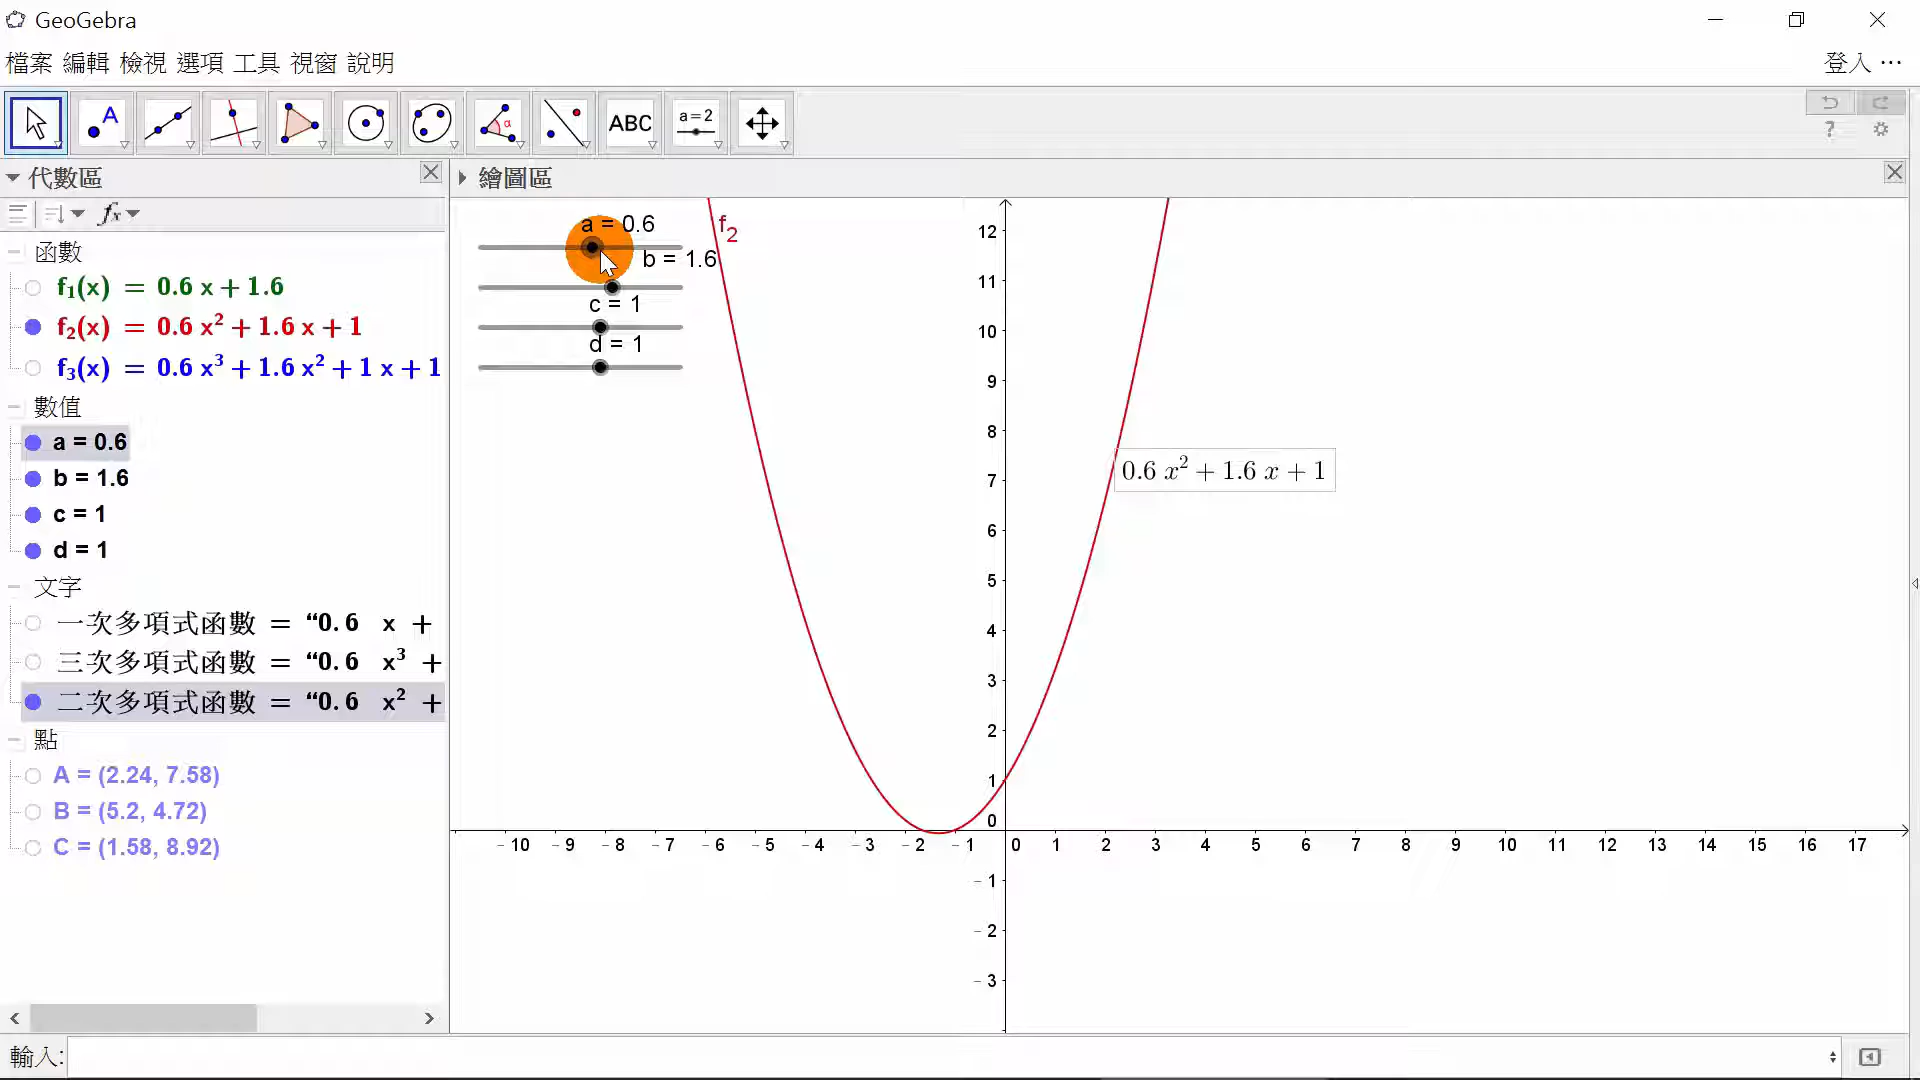 GeoGebra
檔案 編輯 檢視 選項 工具 視窗 說明
登入 ...
A
α
ABC
a=2
?
代數區
繪圖區
fx
函數
f₁(x) = 0.6 x + 1.6
f₂(x) = 0.6 x² + 1.6 x + 1
f₃(x) = 0.6 x³ + 1.6 x² + 1 x + 1
數值
a = 0.6
b = 1.6
c = 1
d = 1
文字
一次多項式函數 = “0.6 x +
三次多項式函數 = “0.6 x³ +
二次多項式函數 = “0.6 x² +
點
A = (2.24, 7.58)
B = (5.2, 4.72)
C = (1.58, 8.92)
a = 0.6
b = 1.6
c = 1
d = 1
f₂
12
11
10
9
8
7
6
5
4
3
2
1
0
0.6 x² + 1.6 x + 1
-10 -9 -8 -7 -6 -5 -4 -3 -2 -1 0 1 2 3 4 5 6 7 8 9 10 11 12 13 14 15 16 17
-1
-2
-3
輸入: